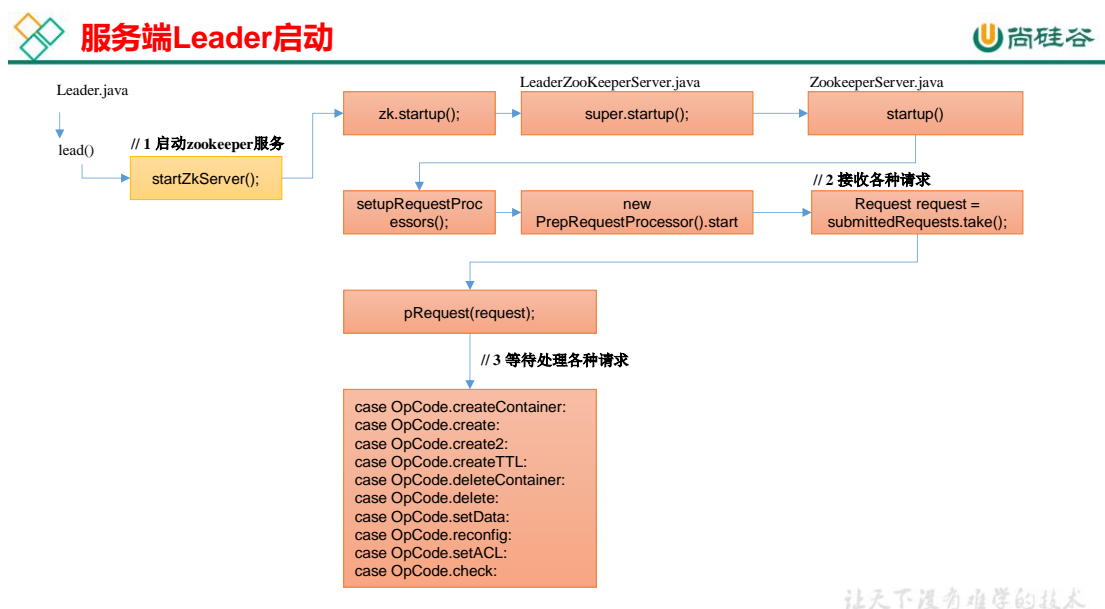 服务端Leader启动
尚硅谷
Leader.java
lead()
// 1 启动zookeeper服务
startZkServer();
zk.startup();
LeaderZooKeeperServer.java
super.startup();
ZookeeperServer.java
startup()
setupRequestProc
essors();
new
PrepRequestProcessor().start
// 2 接收各种请求
Request request =
submittedRequests.take();
pRequest(request);
// 3 等待处理各种请求
case OpCode.createContainer:
case OpCode.create:
case OpCode.create2:
case OpCode.createTTL:
case OpCode.deleteContainer:
case OpCode.delete:
case OpCode.setData:
case OpCode.reconfig:
case OpCode.setACL:
case OpCode.check:
让天下没有难学的技术